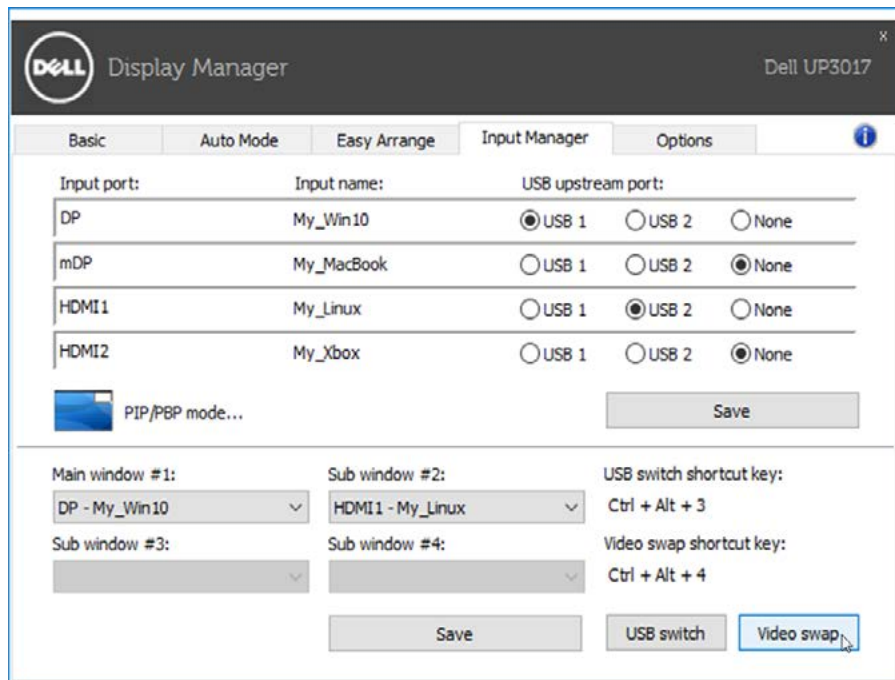 x
DELL Display Manager Dell UP3017
Basic Auto Mode Easy Arrange Input Manager Options i
Input port: Input name: USB upstream port:
DP My_Win10 USB 1 USB 2 None
mDP My_MacBook USB 1 USB 2 None
HDMI1 My_Linux USB 1 USB 2 None
HDMI2 My_Xbox USB 1 USB 2 None
PIP/PBP mode... Save
Main window #1: Sub window #2: USB switch shortcut key:
DP - My_Win10 HDMI1 - My_Linux Ctrl + Alt + 3
Sub window #3: Sub window #4: Video swap shortcut key:
Ctrl + Alt + 4
Save USB switch Video swap